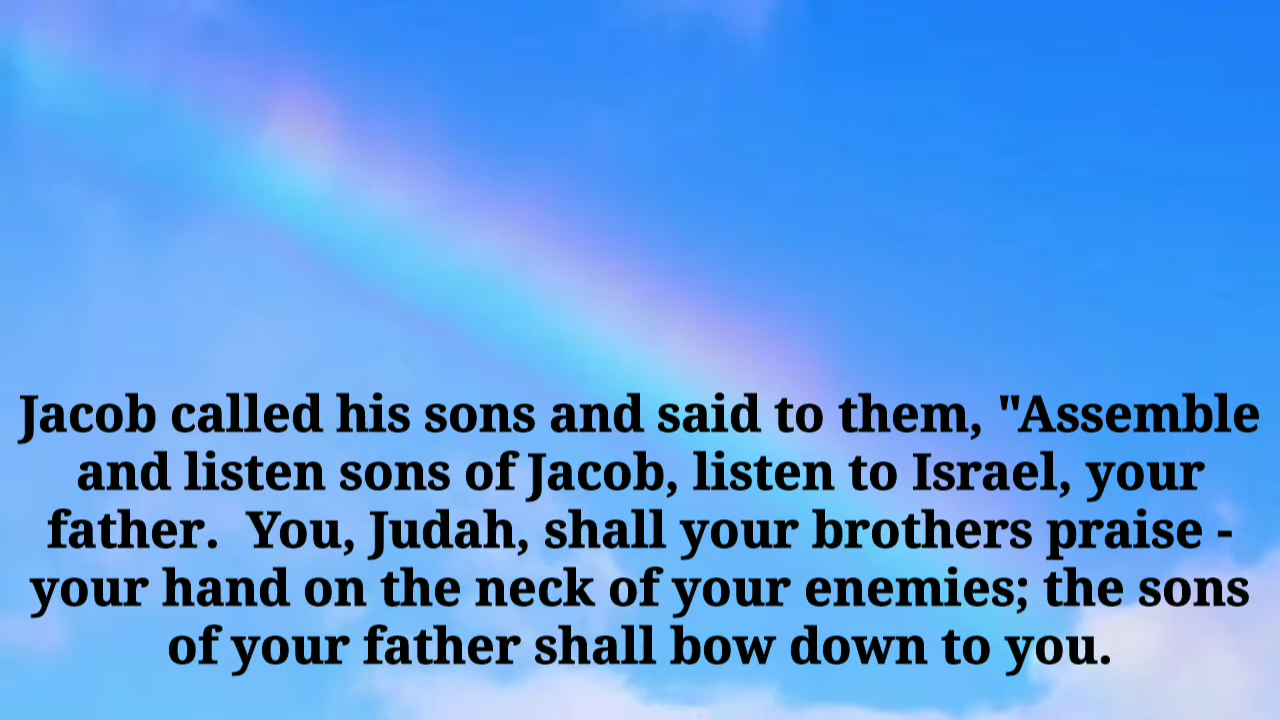 Jacob called his sons and said to them, "Assemble
and listen sons of Jacob, listen to Israel, your
father.  You, Judah, shall your brothers praise -
your hand on the neck of your enemies; the sons
of your father shall bow down to you.